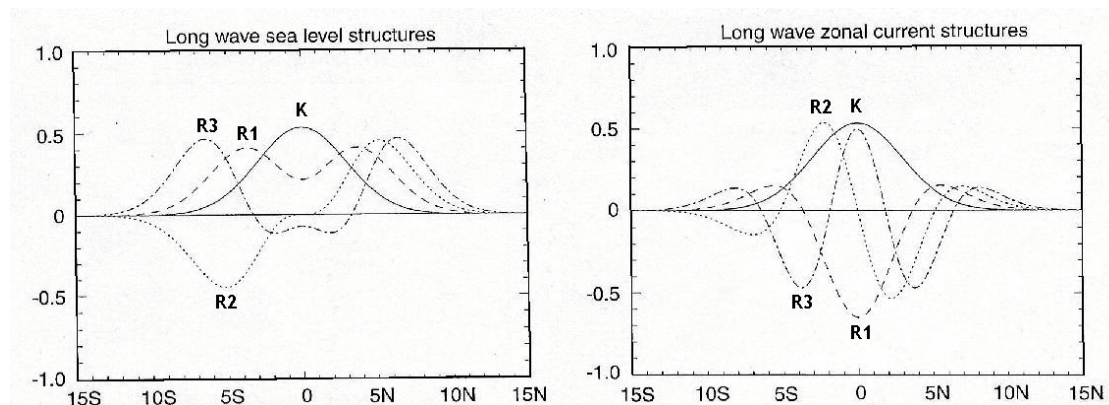 Long wave sea level structures
1.0
0.5
0
-0.5
-1.0
R3
R1
K
R2
15S 10S 5S 0 5N 10N 15N
Long wave zonal current structures
1.0
0.5
0
-0.5
-1.0
R2
K
R3
R1
15S 10S 5S 0 5N 10N 15N